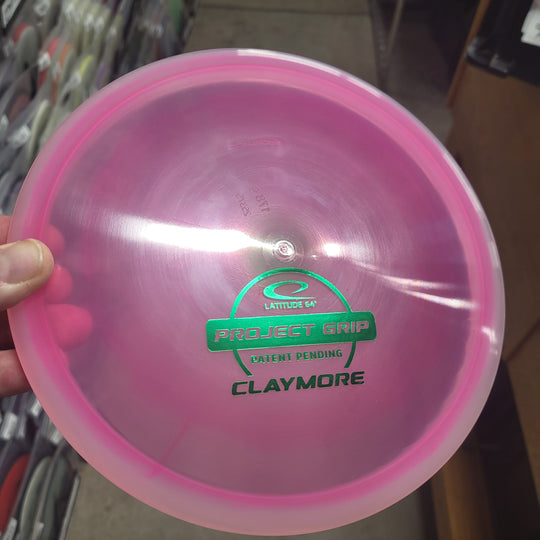 LATITUDE 64°
PROJECT GRIP
PATENT PENDING
CLAYMORE